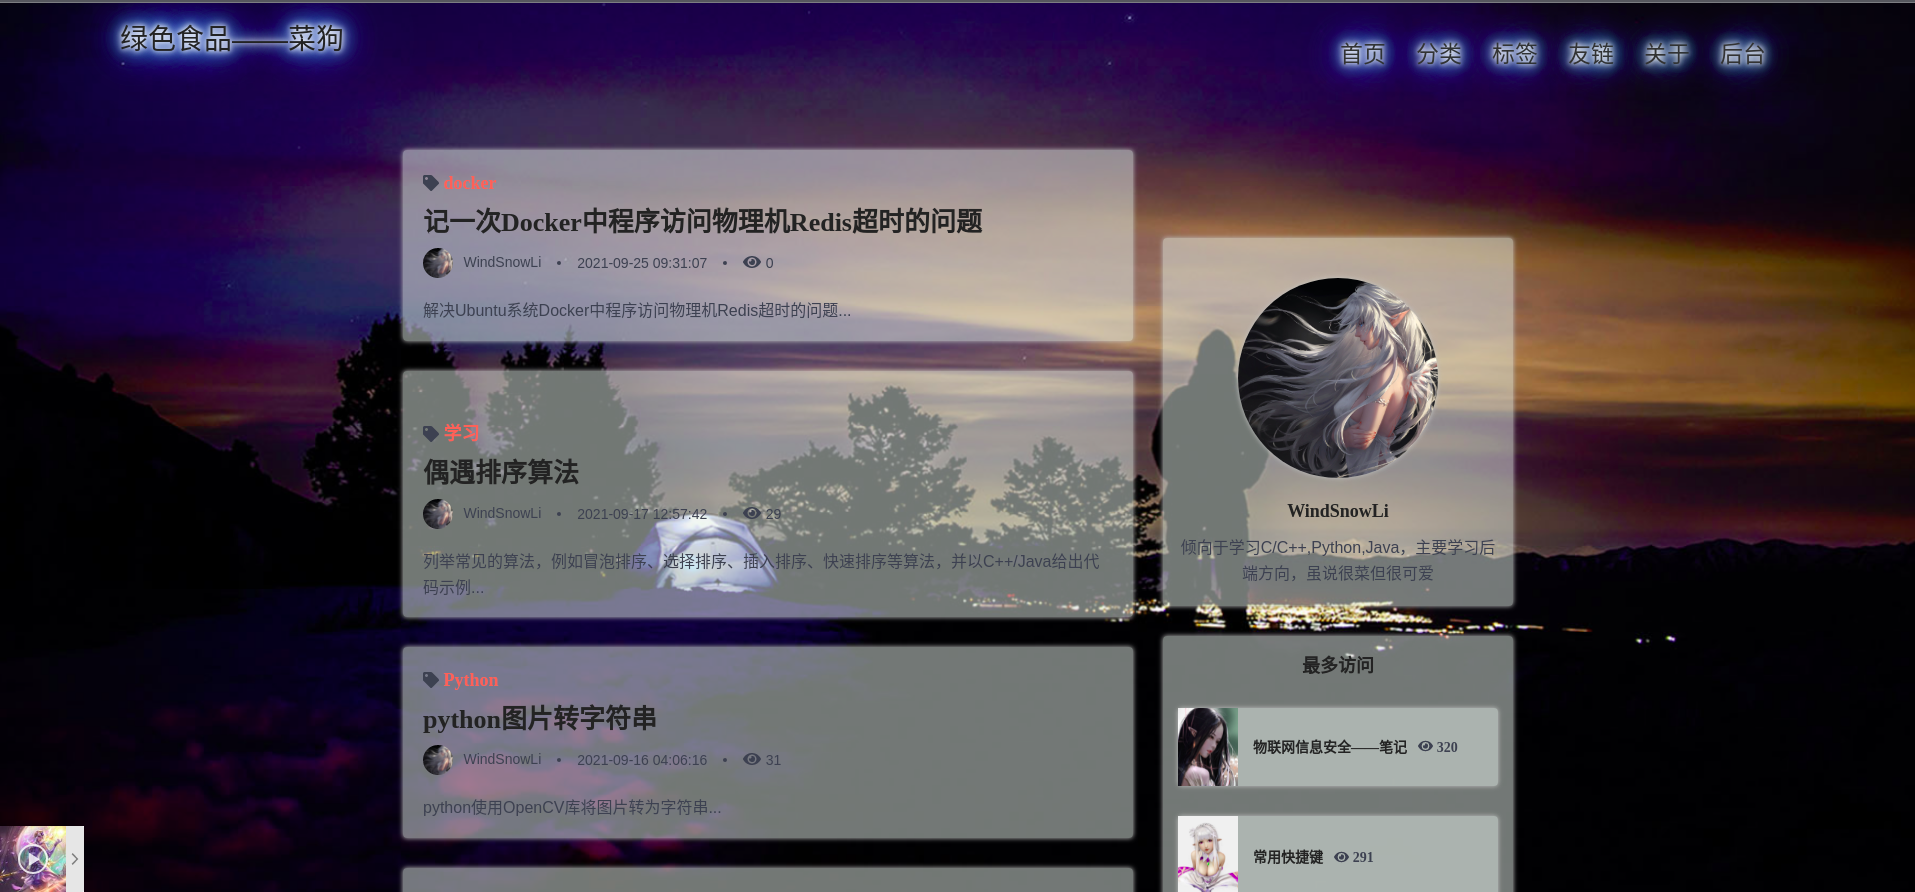 绿色食品——菜狗
首页 分类 标签 友链 关于 后台
docker
记一次Docker中程序访问物理机Redis超时的问题
WindSnowLi • 2021-09-25 09:31:07 • 0
解决Ubuntu系统Docker中程序访问物理机Redis超时的问题...
学习
偶遇排序算法
WindSnowLi • 2021-09-17 12:57:42 • 29
列举常见的算法，例如冒泡排序、选择排序、插入排序、快速排序等算法，并以C++/Java给出代
码示例...
Python
python图片转字符串
WindSnowLi • 2021-09-16 04:06:16 • 31
python使用OpenCV库将图片转为字符串...
WindSnowLi
倾向于学习C/C++,Python,Java，主要学习后
端方向，虽说很菜但很可爱
最多访问
物联网信息安全——笔记 320
常用快捷键 291